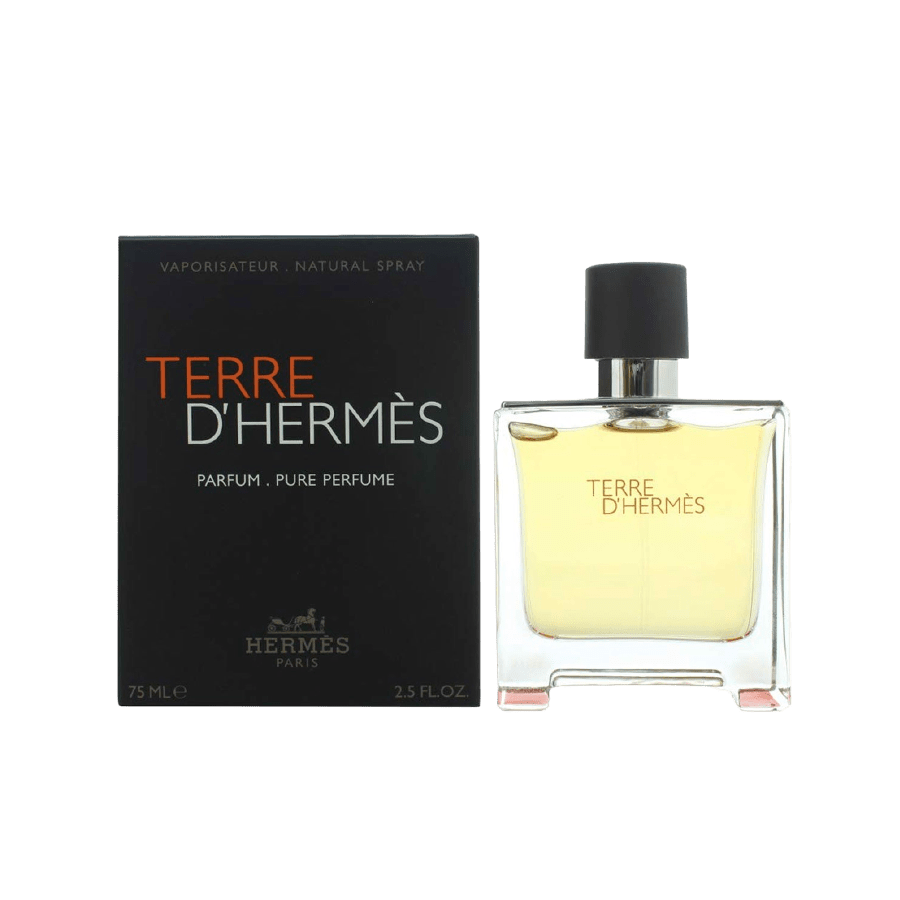 VAPORISATEUR . NATURAL SPRAY
TERRE
D'HERMÈS
PARFUM . PURE PERFUME
HERMÈS
PARIS
75 ML ℮
2.5 FL.OZ.
TERRE
D'HERMÈS